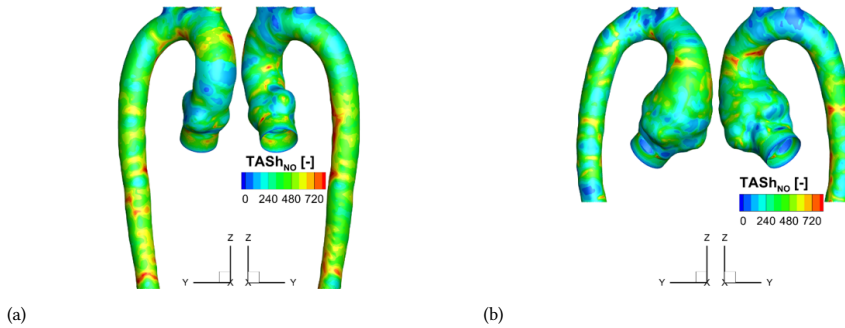 TASh_NO [-]
0 240 480 720
Z Z
Y X X Y
(a)
TASh_NO [-]
0 240 480 720
Z Z
Y X X Y
(b)